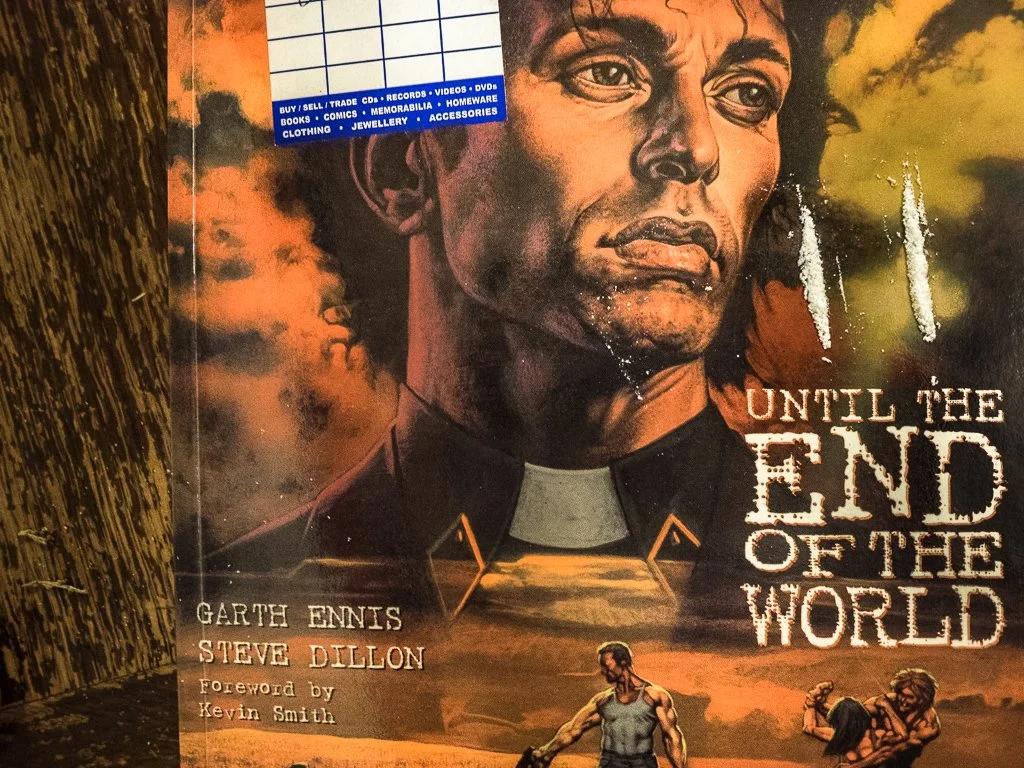 BUY / SELL / TRADE CDs • RECORDS • VIDEOS • DVDs
BOOKS • COMICS • MEMORABILIA • HOMEWARE
CLOTHING • JEWELLERY • ACCESSORIES
UNTIL THE
END
OF THE
WORLD
GARTH ENNIS
STEVE DILLON
Foreword by
Kevin Smith